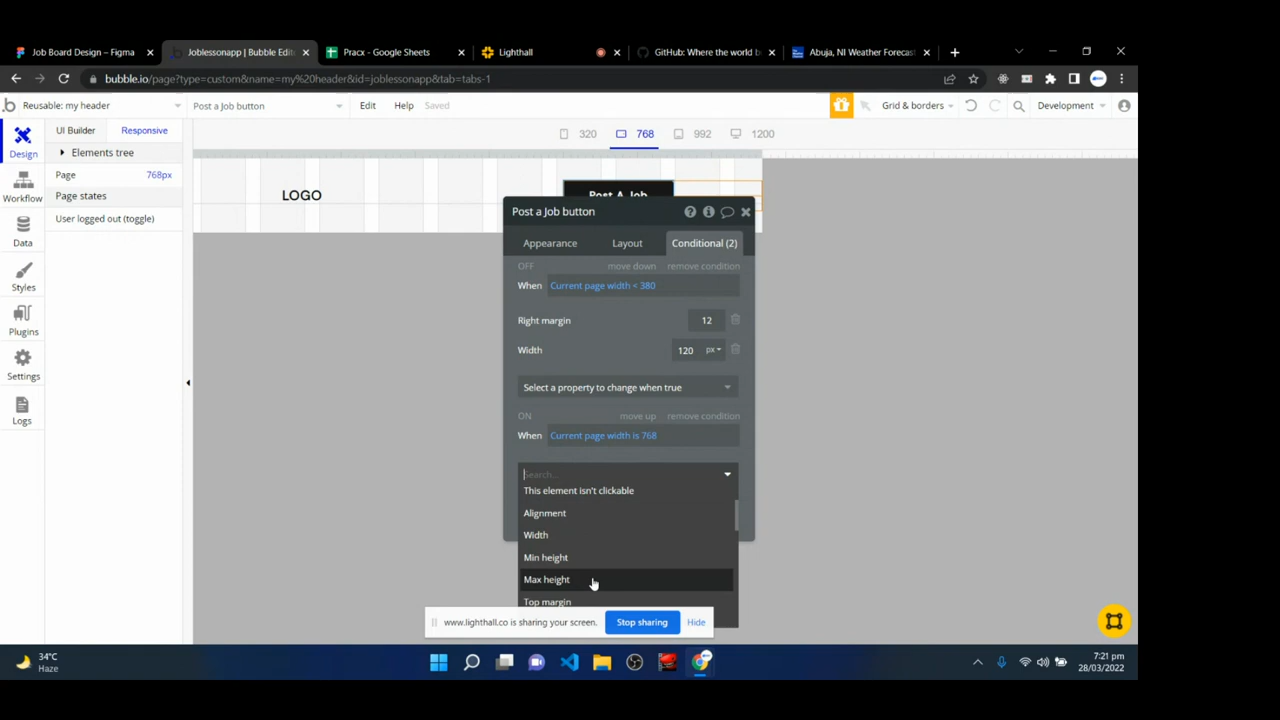 Job Board Design – Figma
Joblessonapp | Bubble Edit
Pracx - Google Sheets
Lighthall
GitHub: Where the world b
Abuja, NI Weather Forecas
bubble.io/page?type=custom&name=my%20header&id=joblessonapp&tab=tabs-1
Reusable: my header
Post a Job button
Edit
Help
Saved
Grid & borders
Development
Design
Workflow
Data
Styles
Plugins
Settings
Logs
UI Builder
Responsive
Elements tree
Page
768px
Page states
User logged out (toggle)
320
768
992
1200
LOGO
Post A Job
Post a Job button
Appearance
Layout
Conditional (2)
OFF
move down
remove condition
When
Current page width < 380
Right margin
12
Width
120
px
Select a property to change when true
ON
move up
remove condition
When
Current page width is 768
Search...
This element isn't clickable
Alignment
Width
Min height
Max height
Top margin
www.lighthall.co is sharing your screen.
Stop sharing
Hide
34°C
Haze
7:21 pm
28/03/2022